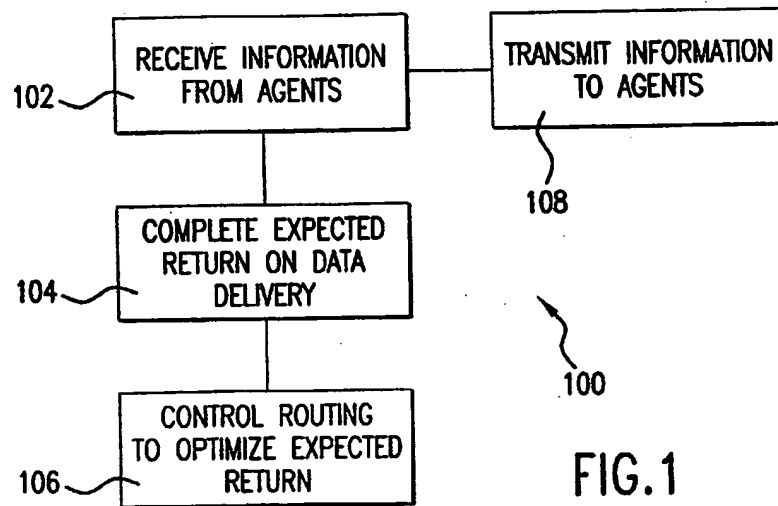 RECEIVE INFORMATION
FROM AGENTS
102
TRANSMIT INFORMATION
TO AGENTS
108
COMPLETE EXPECTED
RETURN ON DATA
DELIVERY
104
100
CONTROL ROUTING
TO OPTIMIZE EXPECTED
RETURN
106
FIG.1